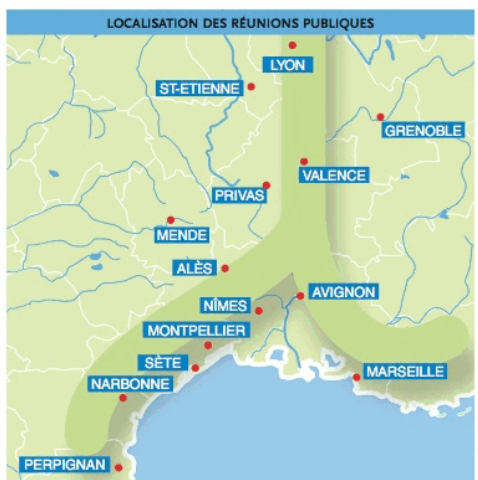 LOCALISATION DES RÉUNIONS PUBLIQUES
LYON
ST-ETIENNE
GRENOBLE
VALENCE
PRIVAS
MENDE
ALÈS
AVIGNON
NÎMES
MONTPELLIER
SÈTE
MARSEILLE
NARBONNE
PERPIGNAN